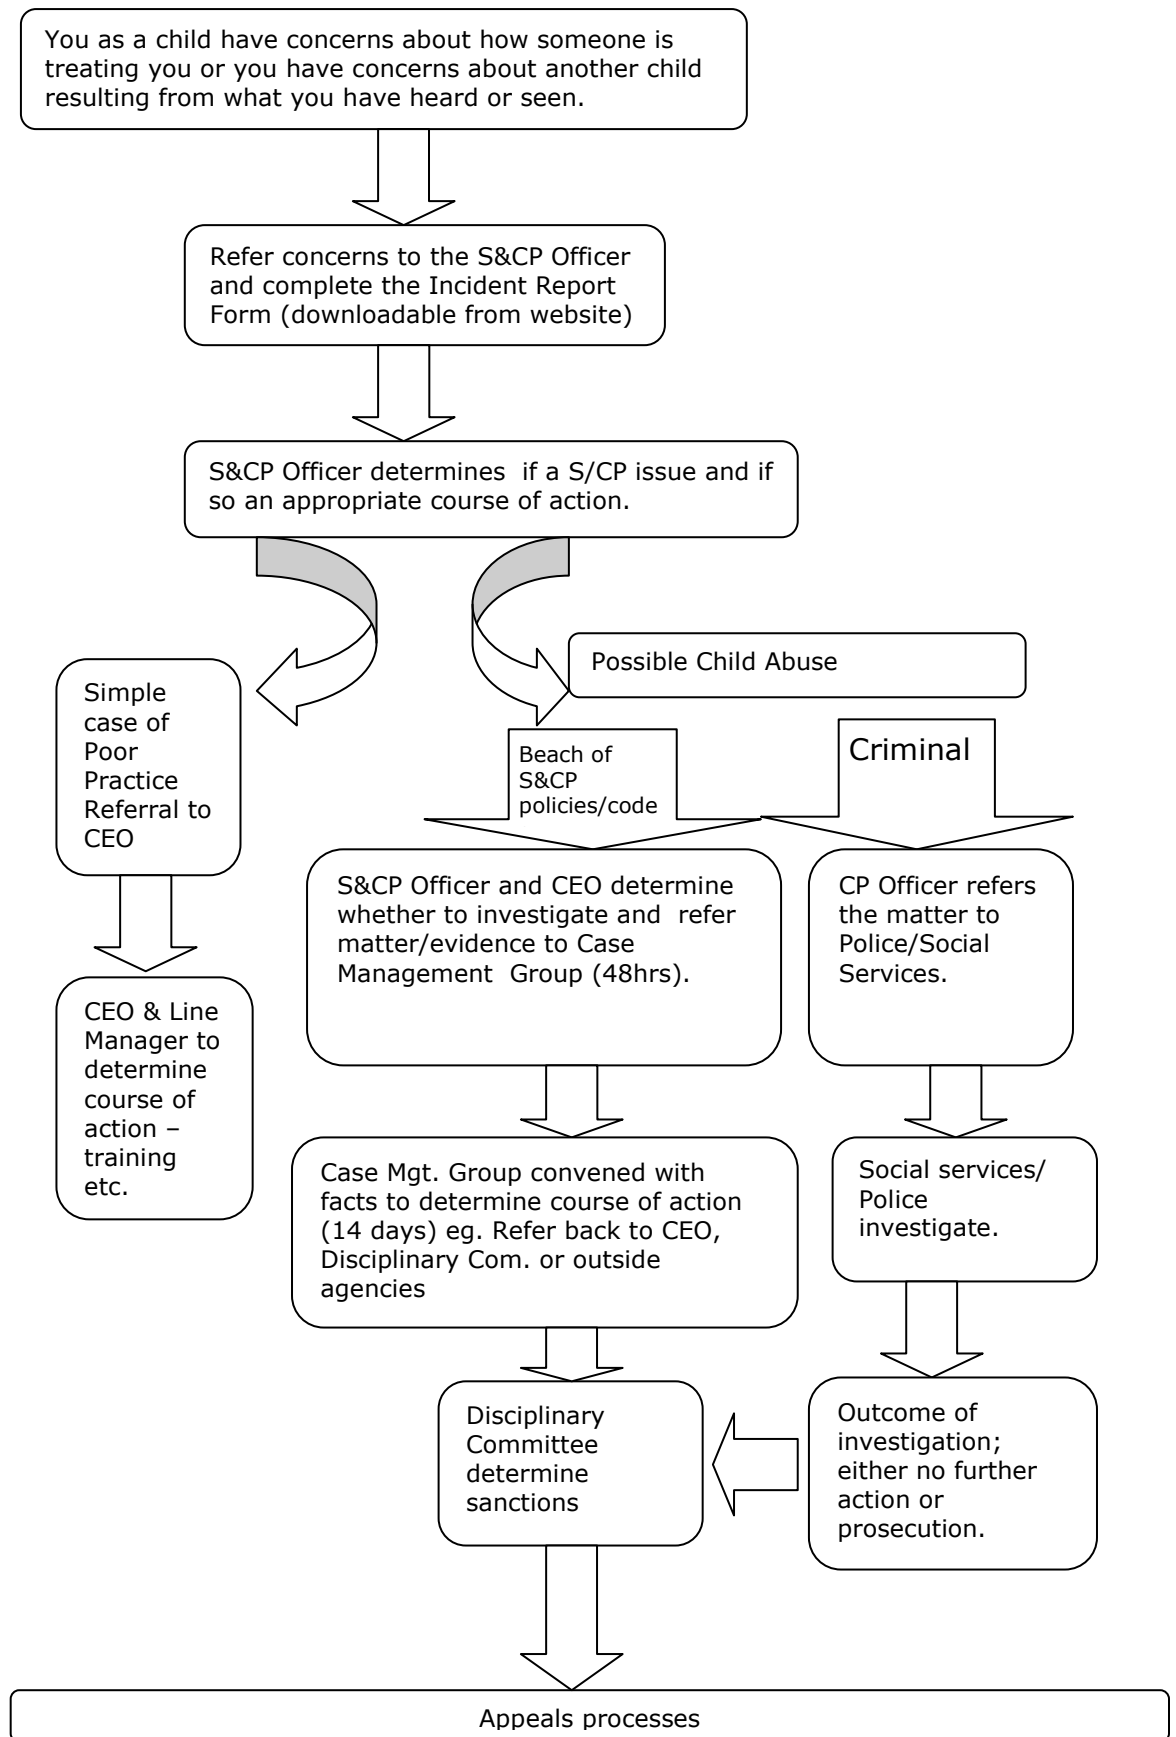 You as a child have concerns about how someone is
treating you or you have concerns about another child
resulting from what you have heard or seen.
Refer concerns to the S&CP Officer
and complete the Incident Report
Form (downloadable from website)
S&CP Officer determines  if a S/CP issue and if
so an appropriate course of action.
Simple
case of
Poor
Practice
Referral to
CEO
CEO & Line
Manager to
determine
course of
action –
training
etc.
Possible Child Abuse
Beach of
S&CP
policies/code
S&CP Officer and CEO determine
whether to investigate and  refer
matter/evidence to Case
Management  Group (48hrs).
Case Mgt. Group convened with
facts to determine course of action
(14 days) eg. Refer back to CEO,
Disciplinary Com. or outside
agencies
Criminal
CP Officer refers
the matter to
Police/Social
Services.
Social services/
Police
investigate.
Outcome of
investigation;
either no further
action or
prosecution.
Disciplinary
Committee
determine
sanctions
Appeals processes